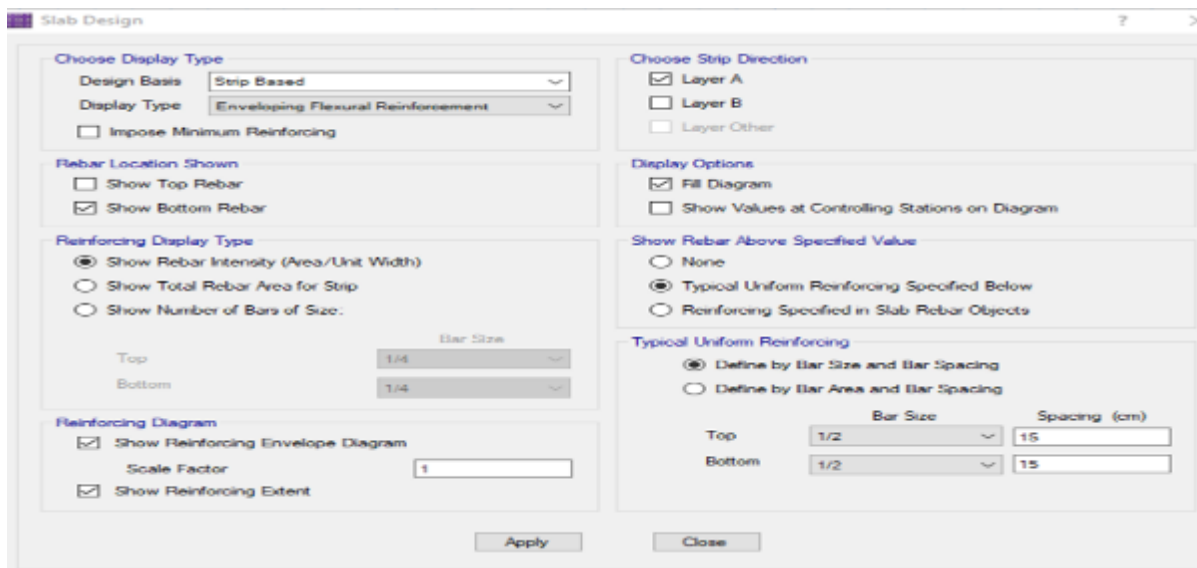 Slab Design ?
Choose Display Type
Design Basis Strip Based
Display Type Enveloping Flexural Reinforcement
Impose Minimum Reinforcing
Rebar Location Shown
Show Top Rebar
Show Bottom Rebar
Reinforcing Display Type
Show Rebar Intensity (Area/Unit Width)
Show Total Rebar Area for Strip
Show Number of Bars of Size:
Bar Size
Top 1/4
Bottom 1/4
Reinforcing Diagram
Show Reinforcing Envelope Diagram
Scale Factor 1
Show Reinforcing Extent
Choose Strip Direction
Layer A
Layer B
Layer Other
Display Options
Fill Diagram
Show Values at Controlling Stations on Diagram
Show Rebar Above Specified Value
None
Typical Uniform Reinforcing Specified Below
Reinforcing Specified in Slab Rebar Objects
Typical Uniform Reinforcing
Define by Bar Size and Bar Spacing
Define by Bar Area and Bar Spacing
Bar Size Spacing (cm)
Top 1/2 15
Bottom 1/2 15
Apply Close